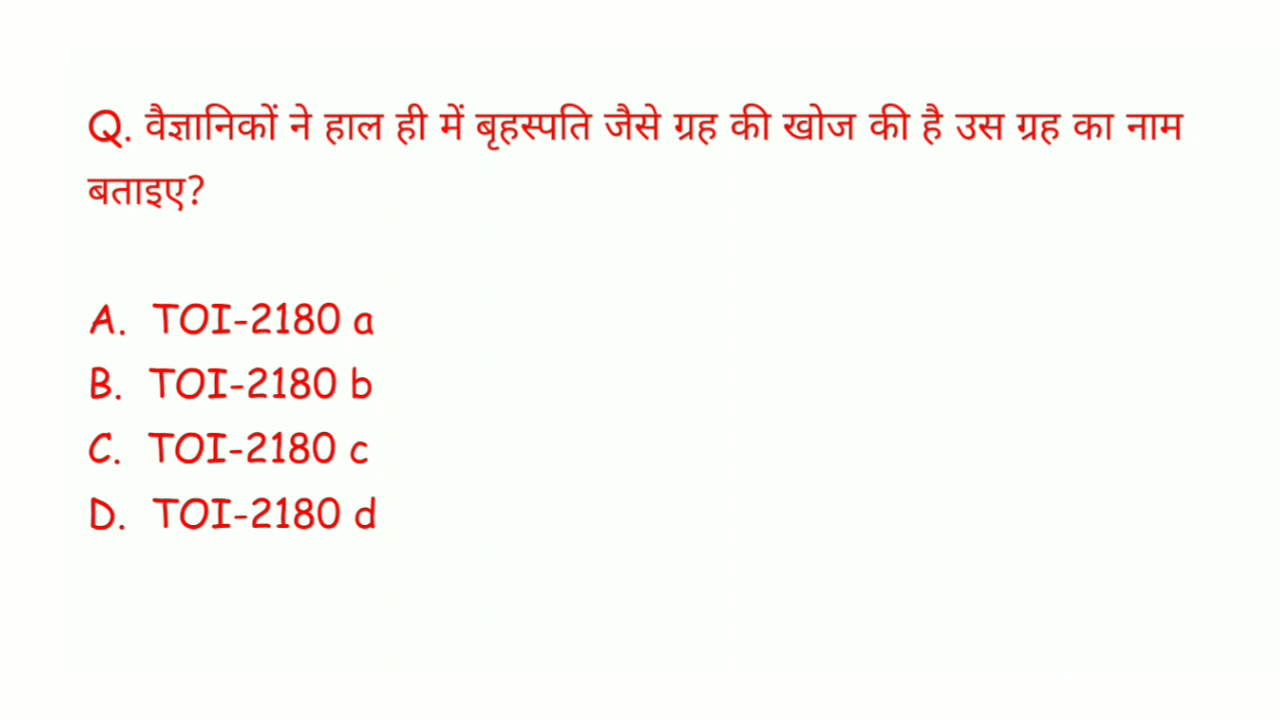 Q. वैज्ञानिकों ने हाल ही में बृहस्पति जैसे ग्रह की खोज की है उस ग्रह का नाम
बताइए?
A. TOI-2180 a
B. TOI-2180 b
C. TOI-2180 c
D. TOI-2180 d